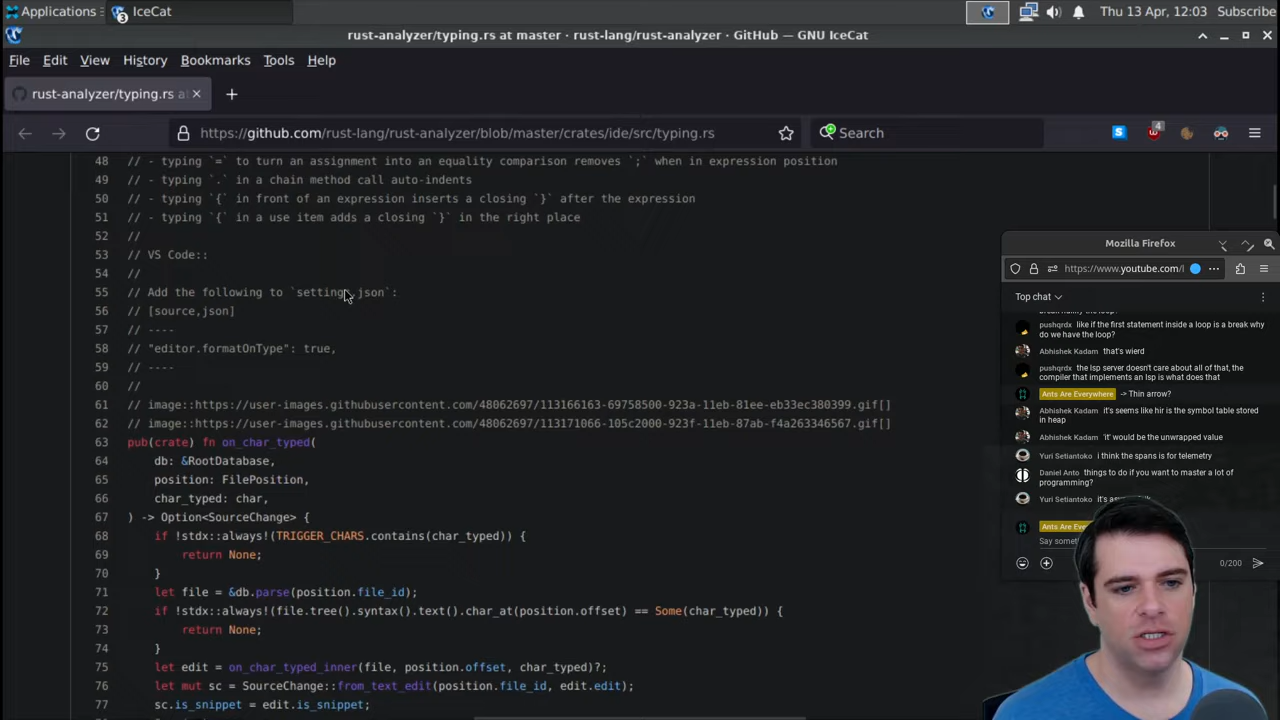 Applications
3
IceCat
Thu 13 Apr, 12:03
Subscribe
rust-analyzer/typing.rs at master · rust-lang/rust-analyzer · GitHub — GNU IceCat
File Edit View History Bookmarks Tools Help
rust-analyzer/typing.rs at
https://github.com/rust-lang/rust-analyzer/blob/master/crates/ide/src/typing.rs
Search
4
48 // - typing `=` to turn an assignment into an equality comparison removes `;` when in expression position
49 // - typing `.` in a chain method call auto-indents
50 // - typing `{` in front of an expression inserts a closing `}` after the expression
51 // - typing `{` in a use item adds a closing `}` in the right place
52 //
53 // VS Code::
54 //
55 // Add the following to `settings.json`:
56 // [source,json]
57 // ----
58 // "editor.formatOnType": true,
59 // ----
60 //
61 // image::https://user-images.githubusercontent.com/48062697/113166163-69758500-923a-11eb-81ee-eb33ec380399.gif[]
62 // image::https://user-images.githubusercontent.com/48062697/113171066-105c2000-923f-11eb-87ab-f4a263346567.gif[]
63 pub(crate) fn on_char_typed(
64 db: &RootDatabase,
65 position: FilePosition,
66 char_typed: char,
67 ) -> Option<SourceChange> {
68 if !stdx::always!(TRIGGER_CHARS.contains(char_typed)) {
69 return None;
70 }
71 let file = &db.parse(position.file_id);
72 if !stdx::always!(file.tree().syntax().text().char_at(position.offset) == Some(char_typed)) {
73 return None;
74 }
75 let edit = on_char_typed_inner(file, position.offset, char_typed)?;
76 let mut sc = SourceChange::from_text_edit(position.file_id, edit.edit);
77 sc.is_snippet = edit.is_snippet;
Mozilla Firefox
https://www.youtube.com/l
Top chat
pushqrdx like if the first statement inside a loop is a break why
do we have the loop?
Abhishek Kadam that's wierd
pushqrdx the lsp server doesn't care about all of that, the
compiler that implements an lsp is what does that
Ants Are Everywhere -> Thin arrow?
Abhishek Kadam it's seems like hir is the symbol table stored
in heap
Abhishek Kadam 'it' would be the unwrapped value
Yuri Setiantoko i think the spans is for telemetry
Daniel Anto things to do if you want to master a lot of
programming?
Yuri Setiantoko
Ants Are Eve
Say somet
0/200